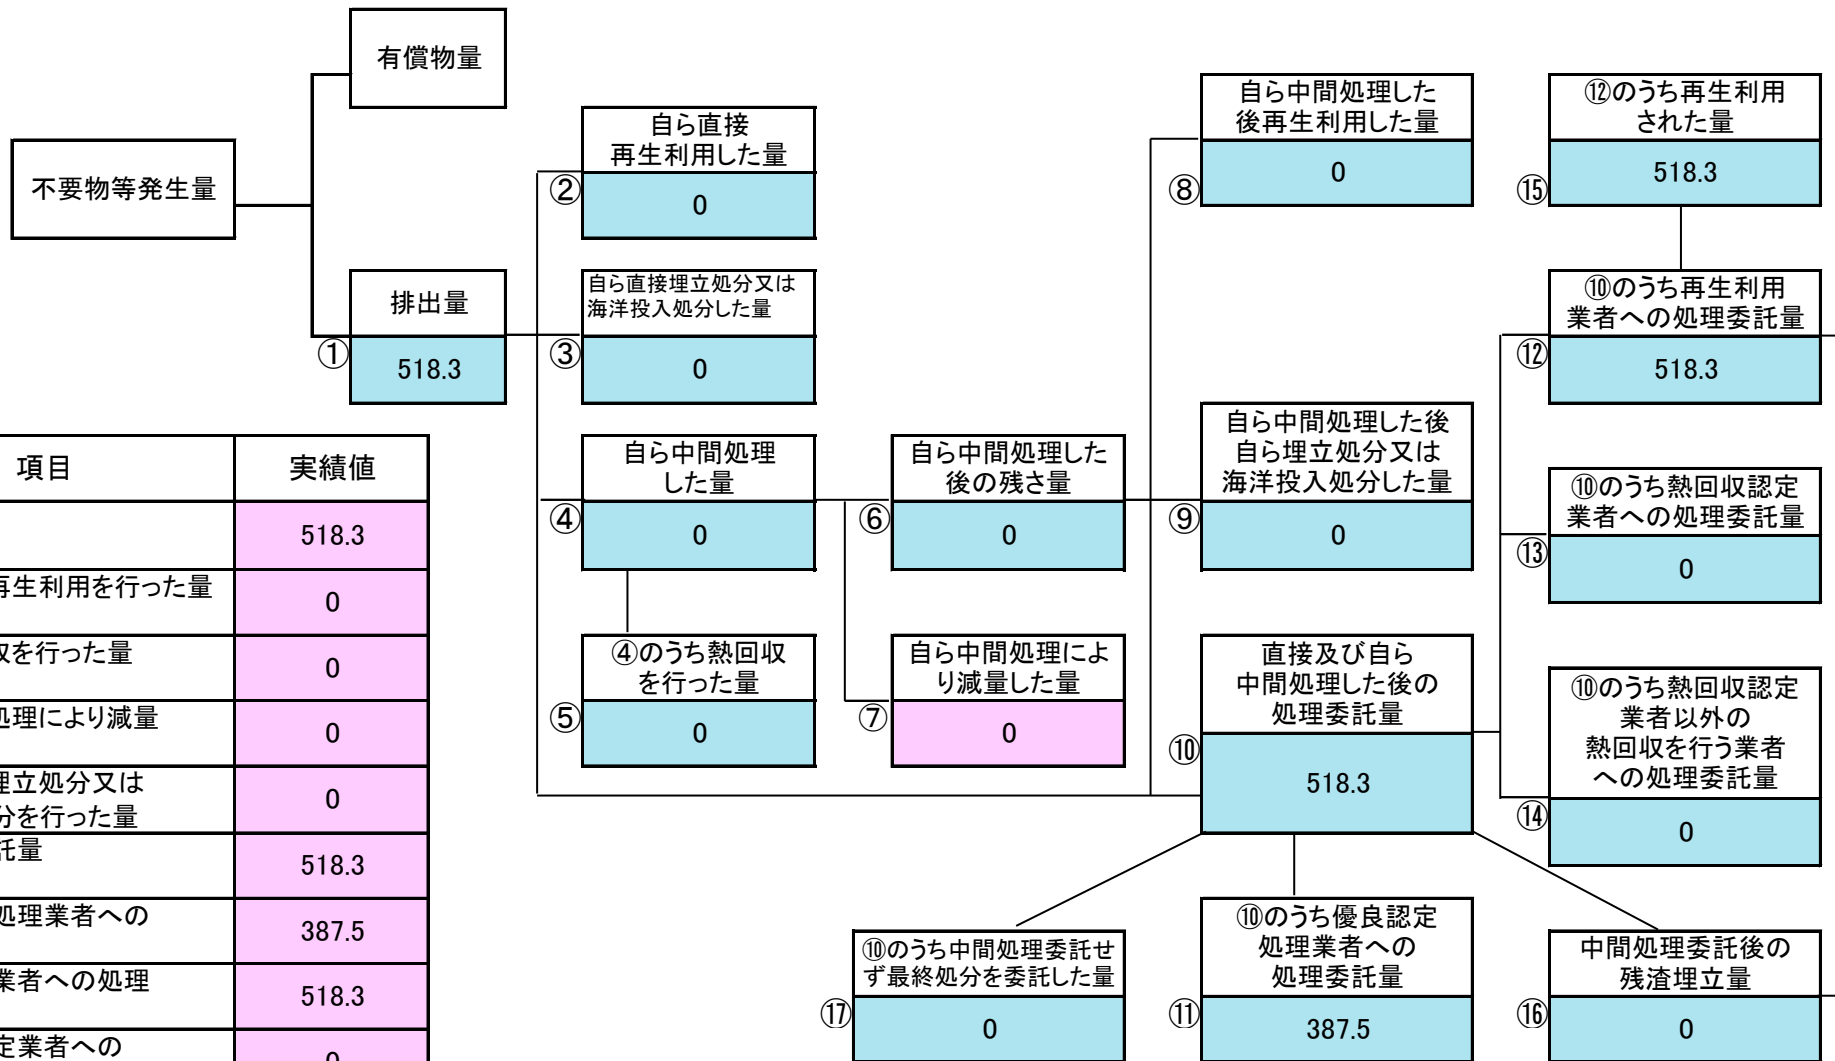 有償物量
不要物等発生量
排出量
①
518.3
自ら直接
再生利用した量
②
0
自ら直接埋立処分又は
海洋投入処分した量
③
0
自ら中間処理
した量
④
0
④のうち熱回収
を行った量
⑤
0
自ら中間処理した
後の残さ量
⑥
0
自ら中間処理によ
り減量した量
⑦
0
自ら中間処理した
後再生利用した量
⑧
0
自ら中間処理した後
自ら埋立処分又は
海洋投入処分した量
⑨
0
直接及び自ら
中間処理した後の
処理委託量
⑩
518.3
⑫のうち再生利用
された量
⑮
518.3
⑩のうち再生利用
業者への処理委託量
⑫
518.3
⑩のうち熱回収認定
業者への処理委託量
⑬
0
⑩のうち熱回収認定
業者以外の
熱回収を行う業者
への処理委託量
⑭
0
⑩のうち中間処理委託せ
ず最終処分を委託した量
⑰
0
⑩のうち優良認定
処理業者への
処理委託量
⑪
387.5
中間処理委託後の
残渣埋立量
⑯
0
項目
実績値
518.3
再生利用を行った量
0
収を行った量
0
処理により減量
0
埋立処分又は
分を行った量
0
託量
518.3
処理業者への
387.5
業者への処理
518.3
定業者への
0